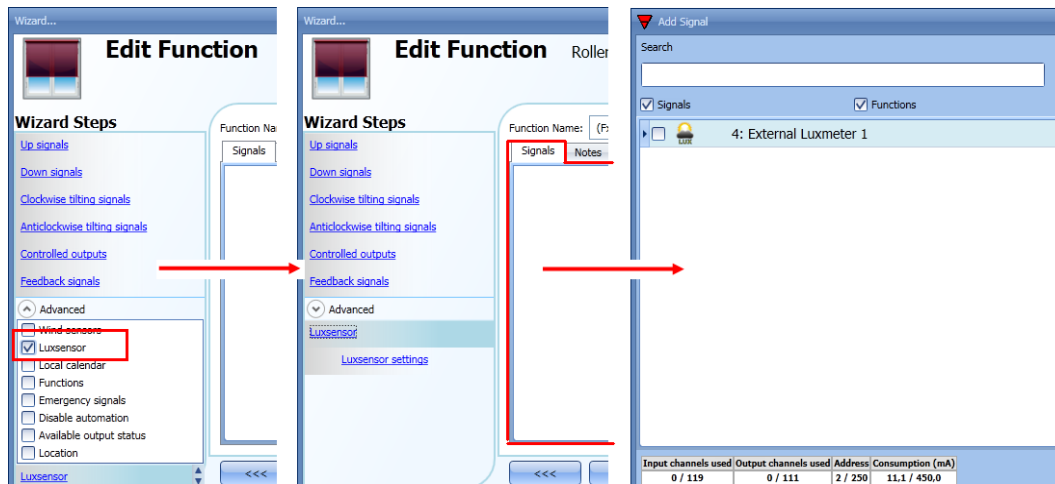 Wizard...
Edit Function
Wizard Steps
Up signals
Down signals
Clockwise tilting signals
Anticlockwise tilting signals
Controlled outputs
Feedback signals
Advanced
Wind sensors
Luxsensor
Local calendar
Functions
Emergency signals
Disable automation
Available output status
Location
Luxsensor
Function Na
Signals
<<<
Wizard...
Edit Function Roller
Wizard Steps
Up signals
Down signals
Clockwise tilting signals
Anticlockwise tilting signals
Controlled outputs
Feedback signals
Advanced
Luxsensor
Luxsensor settings
Function Name: (Fx
Signals Notes
<<<
Add Signal
Search
Signals Functions
LUX 4: External Luxmeter 1
Input channels used Output channels used Address Consumption (mA)
0 / 119 0 / 111 2 / 250 11,1 / 450,0